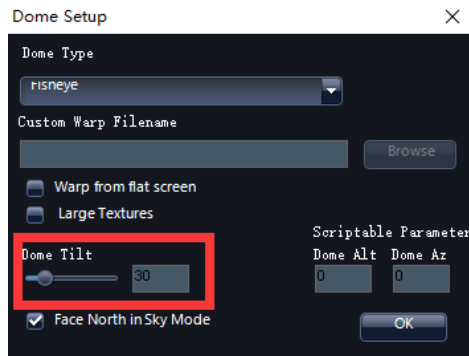 Dome Setup
Dome Type
Fisheye
Custom Warp Filename
Browse
Warp from flat screen
Large Textures
Scriptable Parameter
Dome Tilt
Dome Alt Dome Az
30
0 0
Face North in Sky Mode
OK